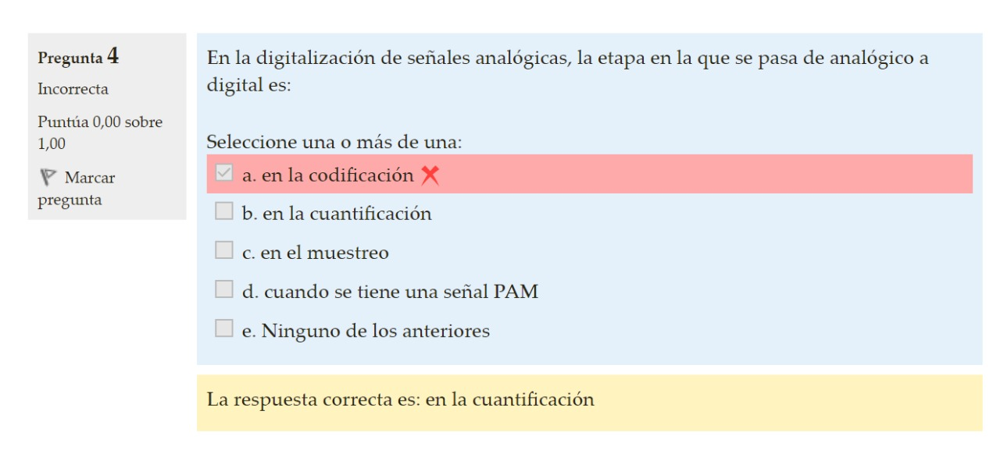 Pregunta 4
Incorrecta
Puntúa 0,00 sobre
1,00
Marcar
pregunta
En la digitalización de señales analógicas, la etapa en la que se pasa de analógico a
digital es:
Seleccione una o más de una:
a. en la codificación
b. en la cuantificación
c. en el muestreo
d. cuando se tiene una señal PAM
e. Ninguno de los anteriores
La respuesta correcta es: en la cuantificación